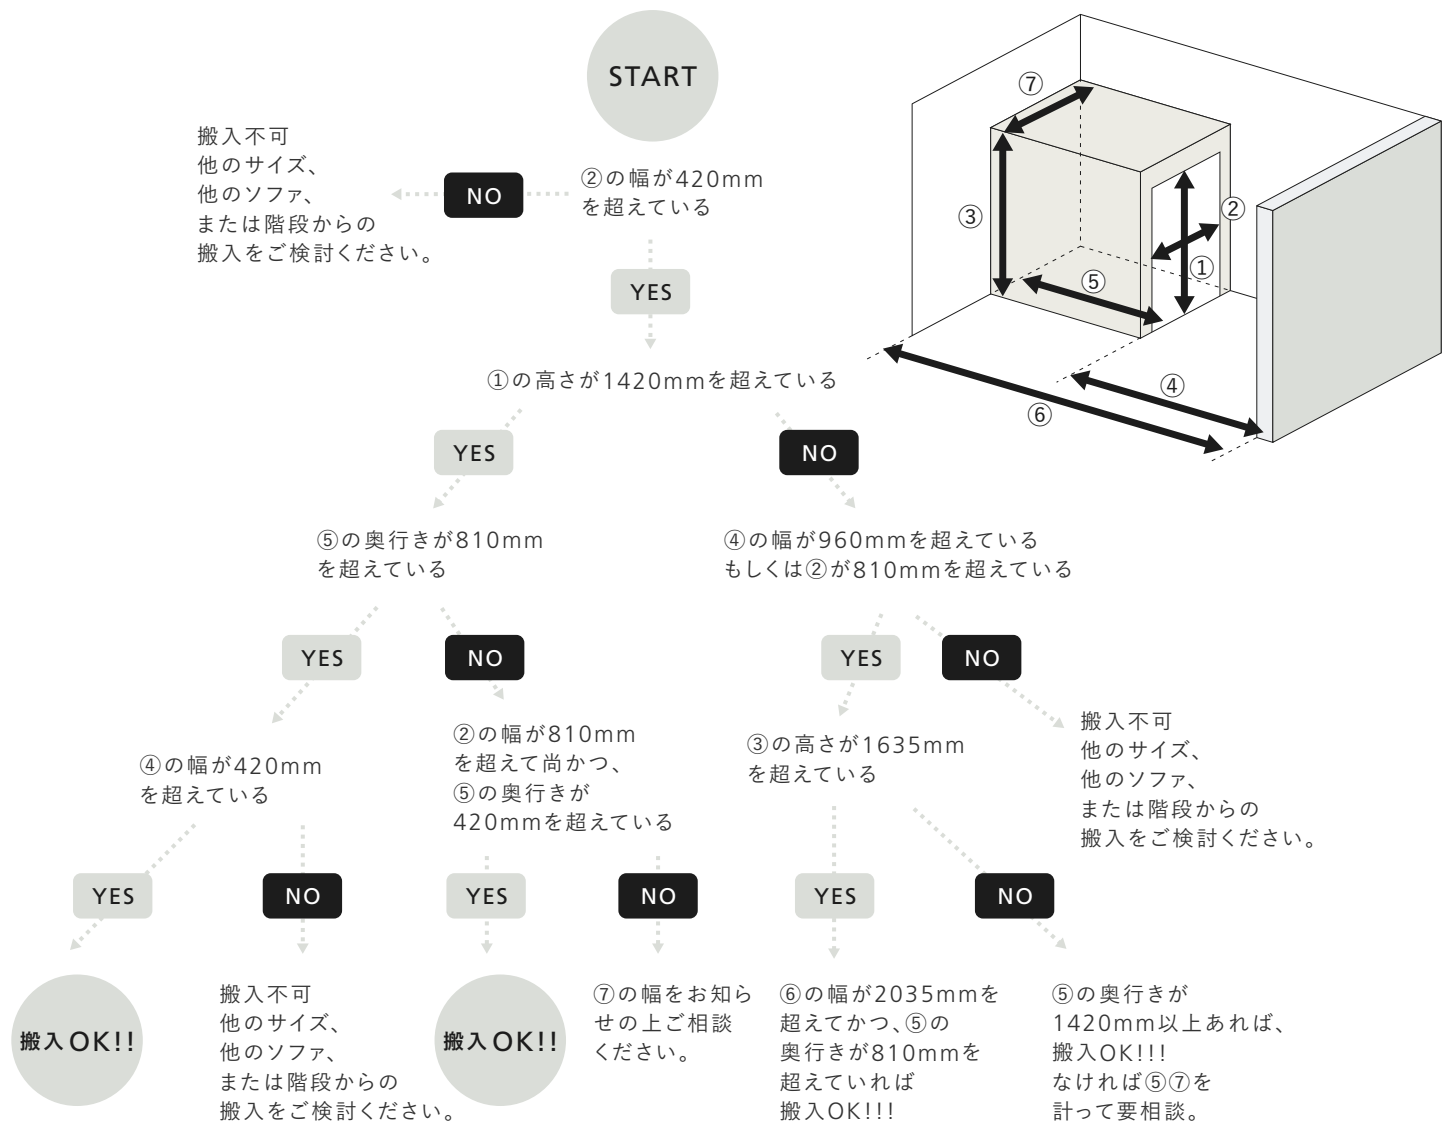 START
②の幅が420mm
を超えている
NO
搬入不可
他のサイズ、
他のソファ、
または階段からの
搬入をご検討ください。
YES
①の高さが1420mmを超えている
YES
NO
⑤の奥行きが810mm
を超えている
④の幅が960mmを超えている
もしくは②が810mmを超えている
YES
NO
YES
NO
④の幅が420mm
を超えている
②の幅が810mm
を超えて尚かつ、
⑤の奥行きが
420mmを超えている
③の高さが1635mm
を超えている
搬入不可
他のサイズ、
他のソファ、
または階段からの
搬入をご検討ください。
YES
NO
YES
NO
YES
NO
搬入OK!!
搬入不可
他のサイズ、
他のソファ、
または階段からの
搬入をご検討ください。
搬入OK!!
⑦の幅をお知ら
せの上ご相談
ください。
⑥の幅が2035mmを
超えてかつ、⑤の
奥行きが810mmを
超えていれば
搬入OK!!!
⑤の奥行きが
1420mm以上あれば、
搬入OK!!!
なければ⑤⑦を
計って要相談。
⑦
③
②
①
⑤
④
⑥